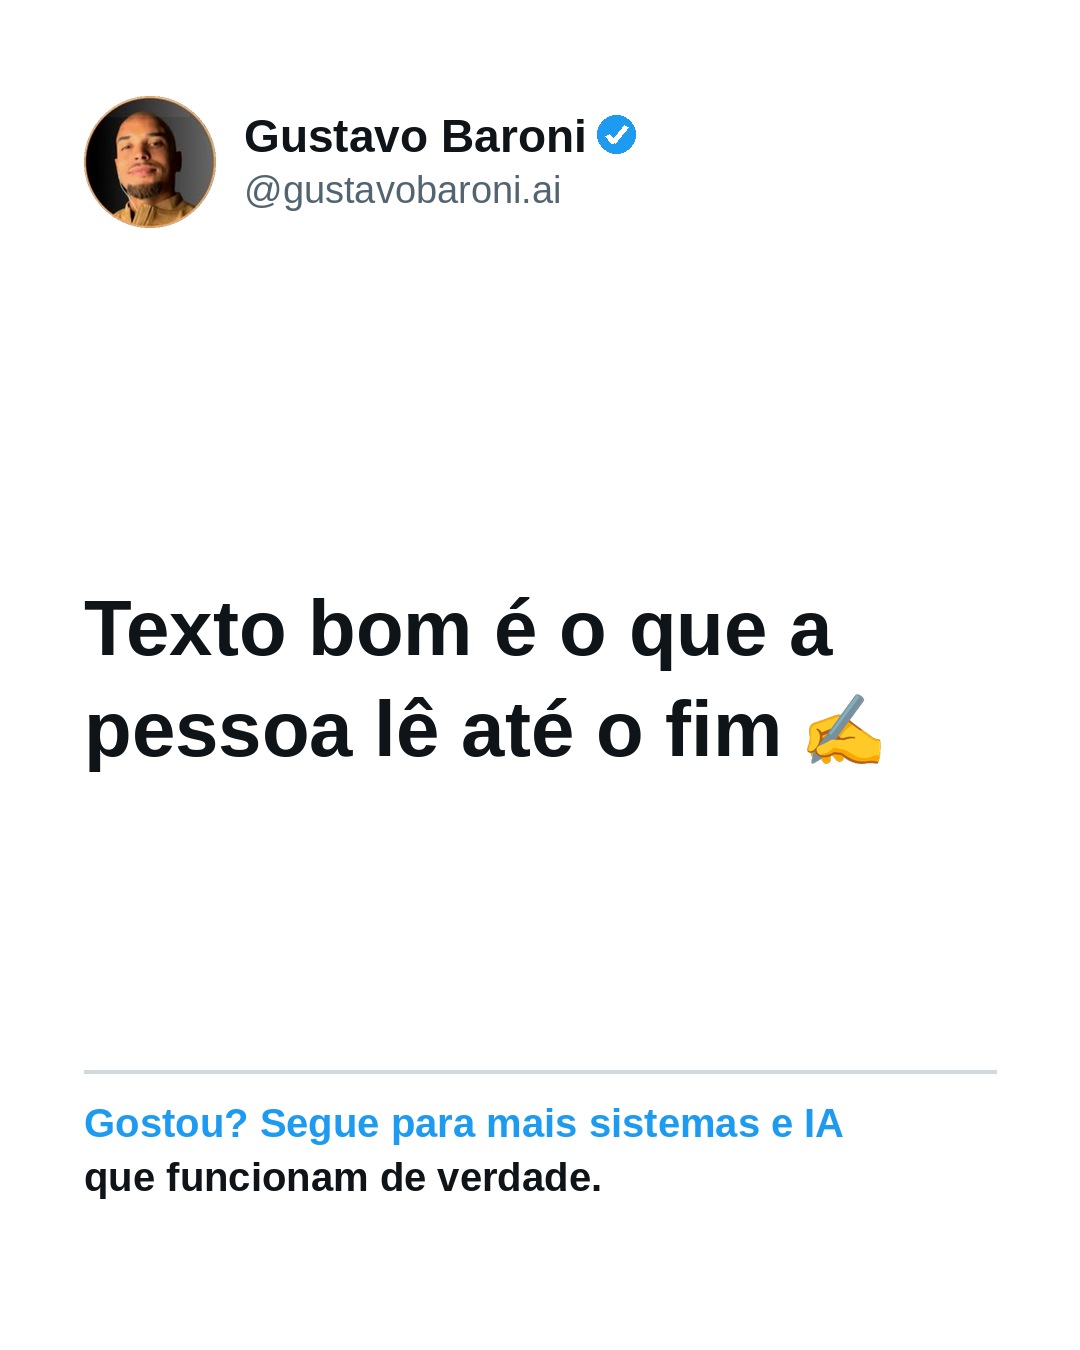 Gustavo Baroni
@gustavobaroni.ai
Texto bom é o que a
pessoa lê até o fim ✍️
Gostou? Segue para mais sistemas e IA
que funcionam de verdade.